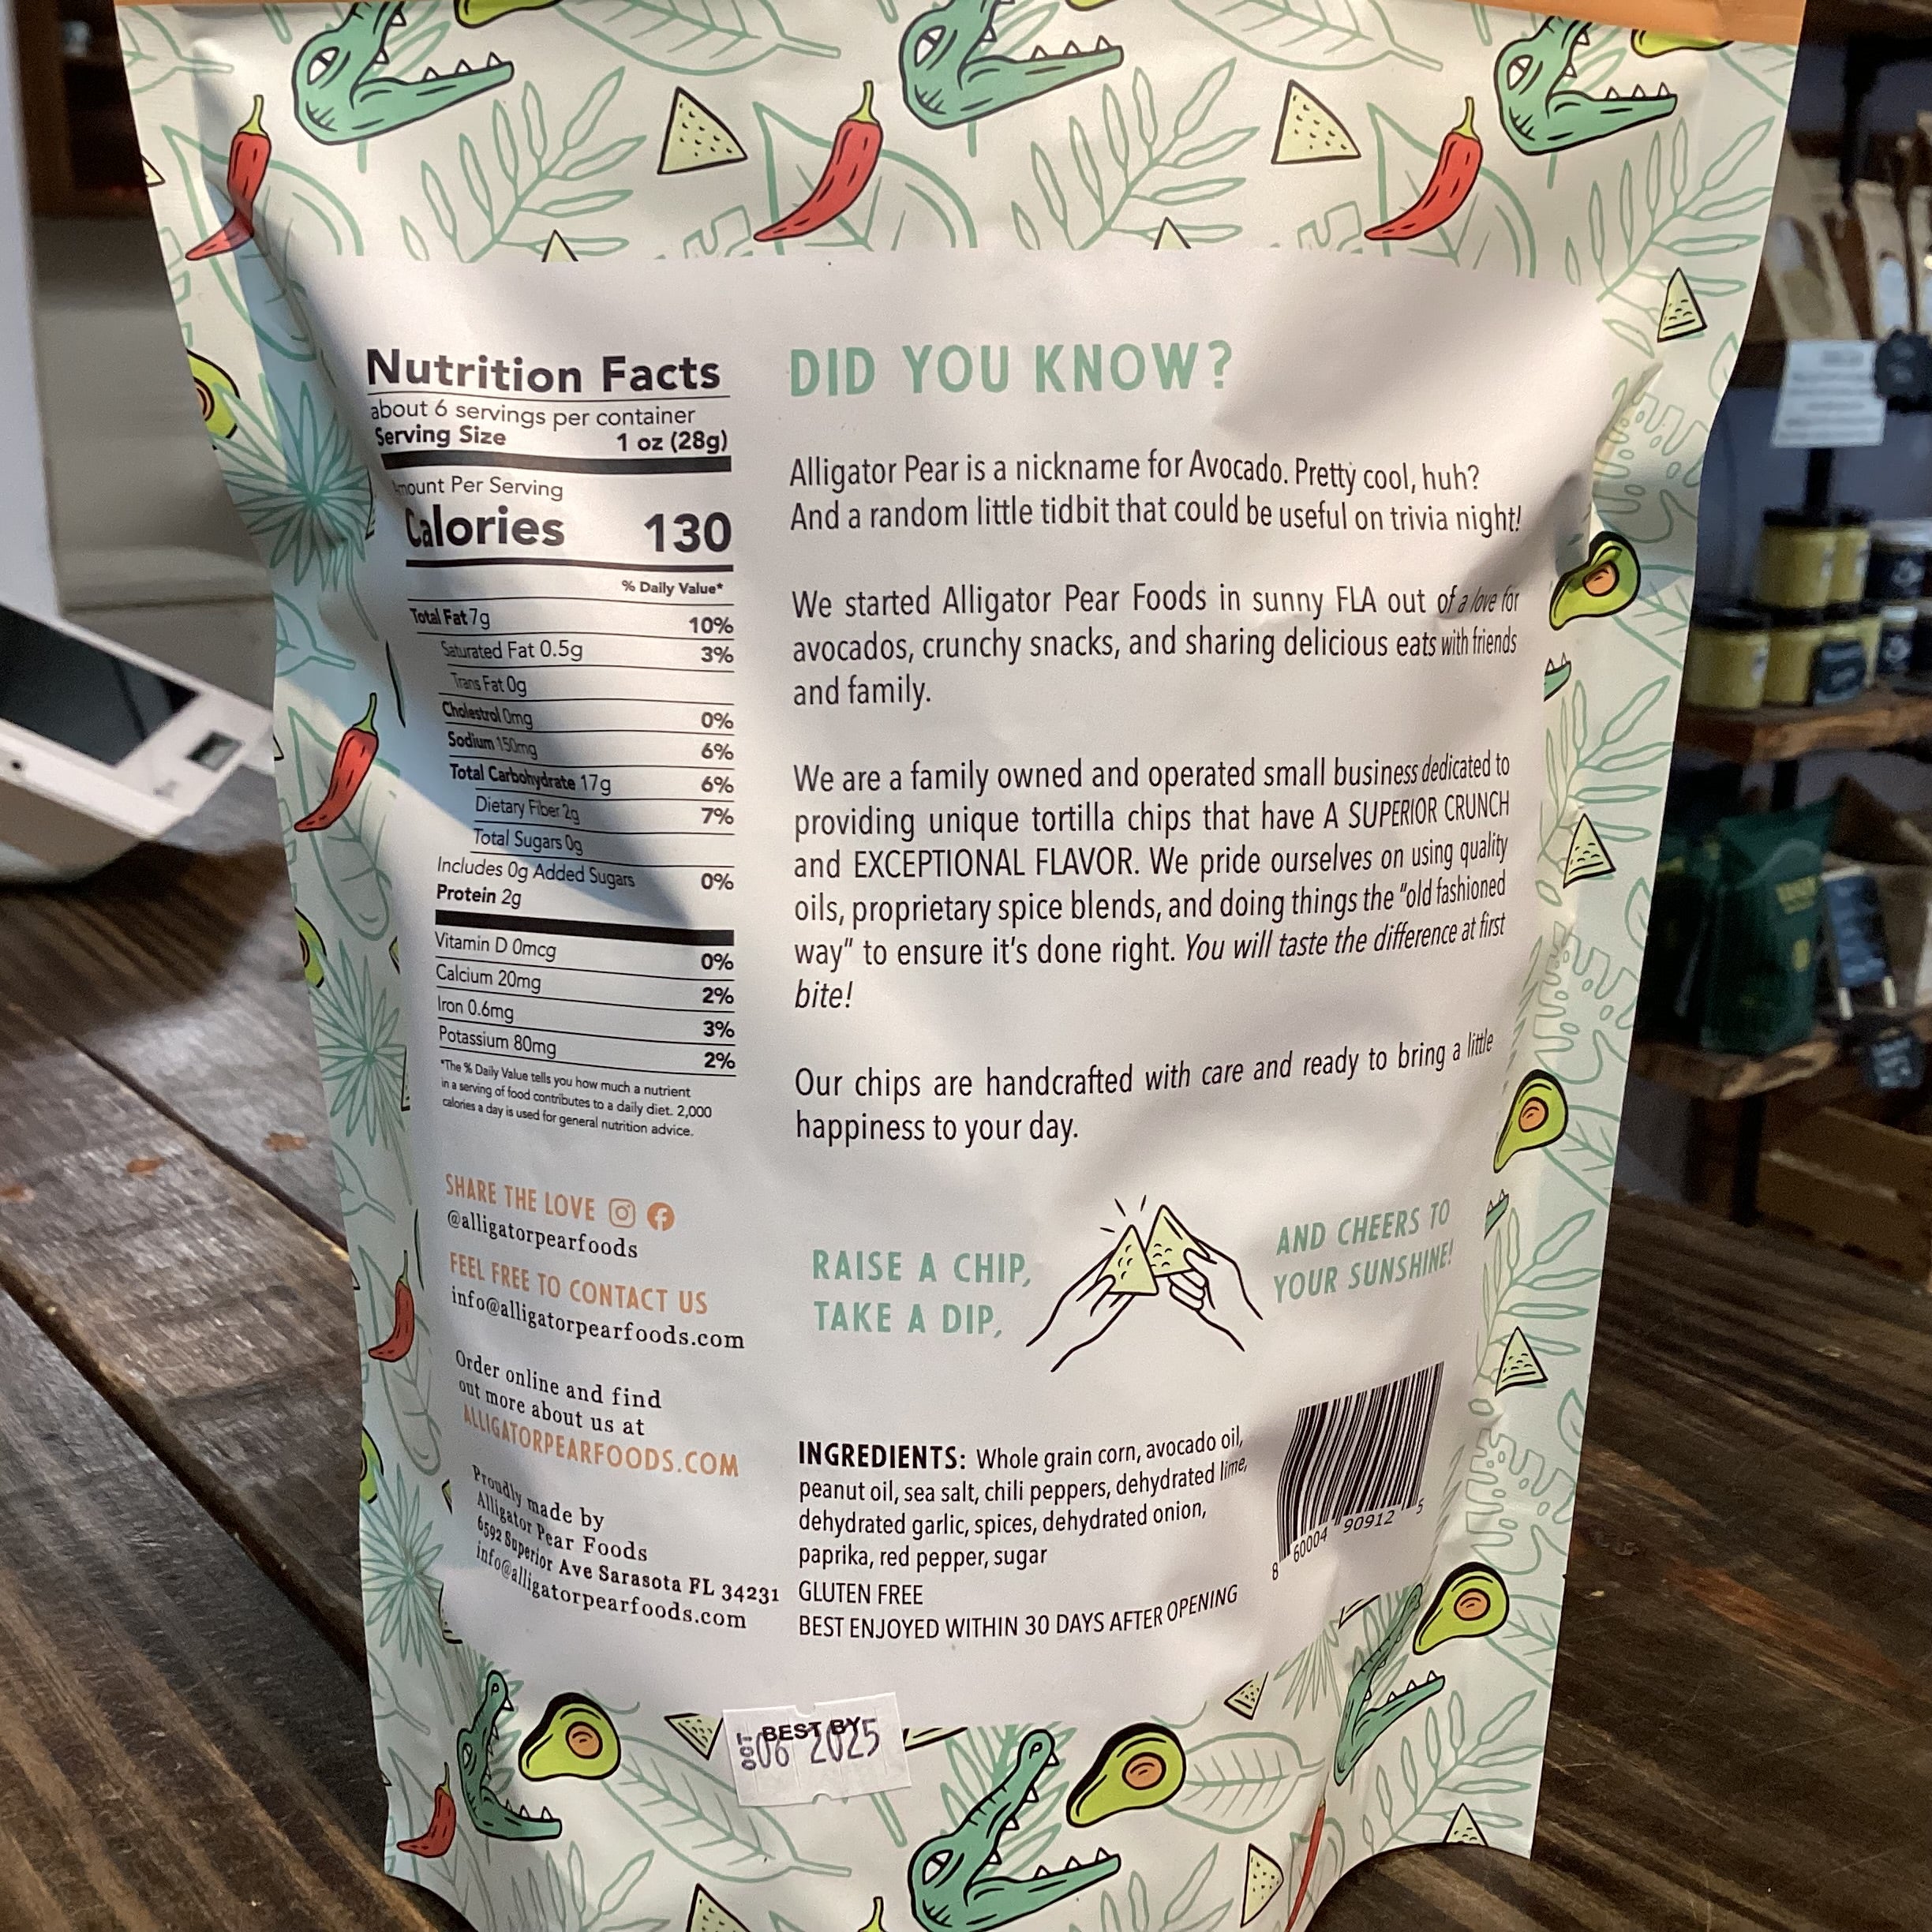 Nutrition Facts
about 6 servings per container
Serving Size 1 oz (28g)
mount Per Serving
Calories 130
% Daily Value*
Total Fat 7g 10%
Saturated Fat 0.5g 3%
Trans Fat 0g
Cholestrol 0mg 0%
Sodium 150mg 6%
Total Carbohydrate 17g 6%
Dietary Fiber 2g 7%
Total Sugars 0g
Includes 0g Added Sugars 0%
Protein 2g
Vitamin D 0mcg 0%
Calcium 20mg 2%
Iron 0.6mg 3%
Potassium 80mg 2%
*The % Daily Value tells you how much a nutrient
in a serving of food contributes to a daily diet. 2,000
calories a day is used for general nutrition advice.
SHARE THE LOVE
@alligatorpearfoods
FEEL FREE TO CONTACT US
info@alligatorpearfoods.com
Order online and find
out more about us at
ALLIGATORPEARFOODS.COM
Proudly made by
Alligator Pear Foods
6592 Superior Ave Sarasota FL 34231
info@alligatorpearfoods.com
DID YOU KNOW?
Alligator Pear is a nickname for Avocado. Pretty cool, huh?
And a random little tidbit that could be useful on trivia night!
We started Alligator Pear Foods in sunny FLA out of a love for
avocados, crunchy snacks, and sharing delicious eats with friends
and family.
We are a family owned and operated small business dedicated to
providing unique tortilla chips that have A SUPERIOR CRUNCH
and EXCEPTIONAL FLAVOR. We pride ourselves on using quality
oils, proprietary spice blends, and doing things the "old fashioned
way" to ensure it's done right. You will taste the difference at first
bite!
Our chips are handcrafted with care and ready to bring a little
happiness to your day.
RAISE A CHIP,
TAKE A DIP,
AND CHEERS TO
YOUR SUNSHINE!
INGREDIENTS: Whole grain corn, avocado oil,
peanut oil, sea salt, chili peppers, dehydrated lime,
dehydrated garlic, spices, dehydrated onion,
paprika, red pepper, sugar
GLUTEN FREE
BEST ENJOYED WITHIN 30 DAYS AFTER OPENING
8 60004 90912 5
BEST BY
06 2025